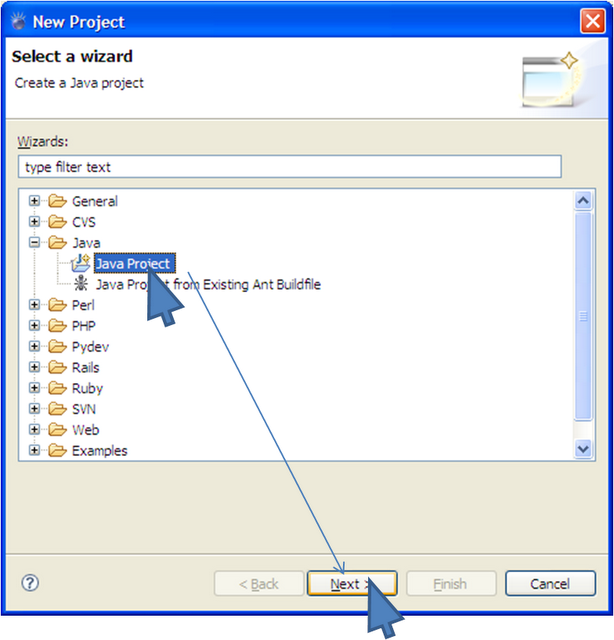 New Project
Select a wizard
Create a Java project
Wizards:
type filter text
General
CVS
Java
Java Project
Java Project from Existing Ant Buildfile
Perl
PHP
Pydev
Rails
Ruby
SVN
Web
Examples
? < Back Next > Finish Cancel